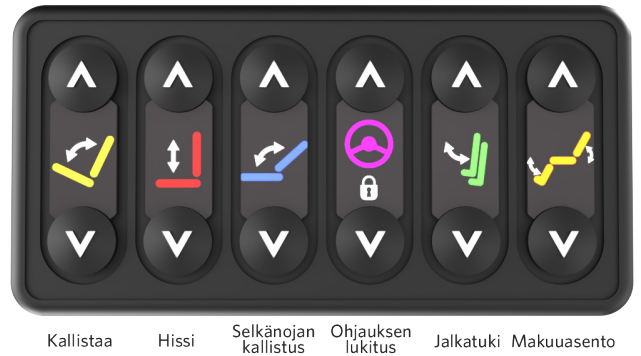 Kallistaa
Hissi
Selkänojan
kallistus
Ohjauksen
lukitus
Jalkatuki
Makuuasento